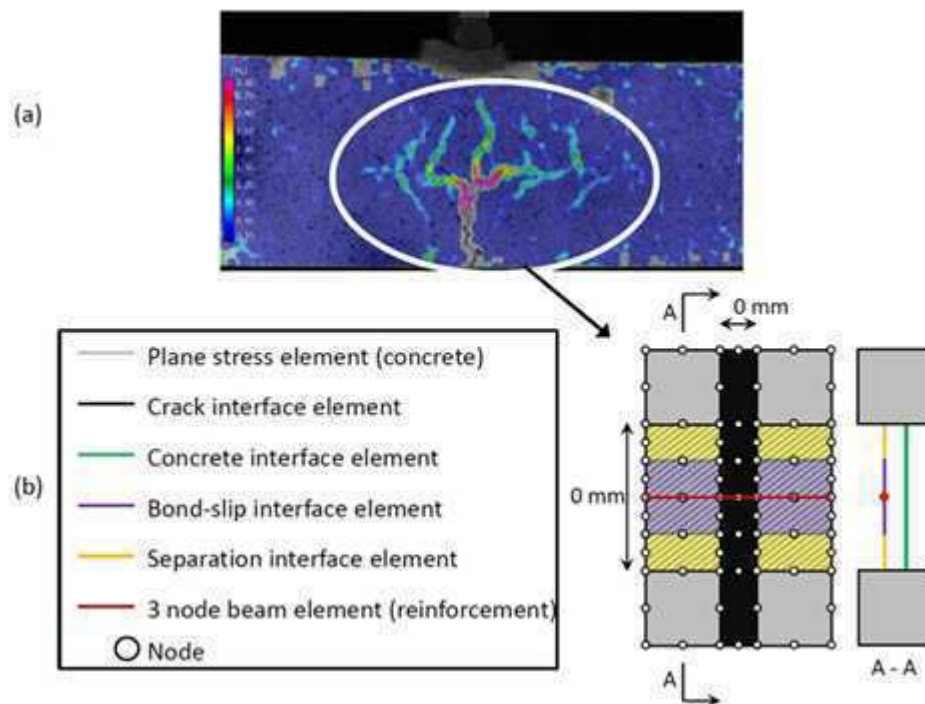 (a)
A
0 mm
Plane stress element (concrete)
Crack interface element
Concrete interface element
(b)
Bond-slip interface element
0 mm
Separation interface element
3 node beam element (reinforcement)
Node
A
A - A